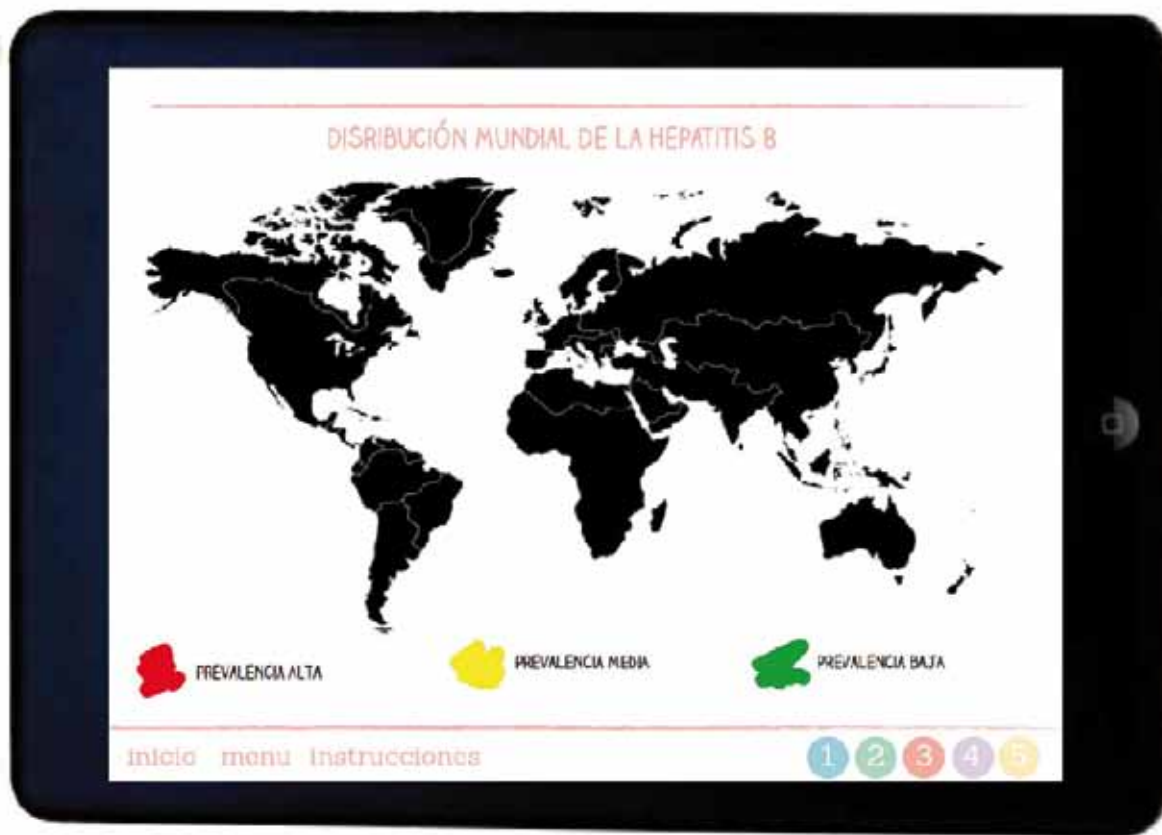 DISRIBUCIÓN MUNDIAL DE LA HEPATITIS B
PREVALENCIA ALTA PREVALENCIA MEDIA PREVALENCIA BAJA
inicio menu instrucciones 1 2 3 4 5